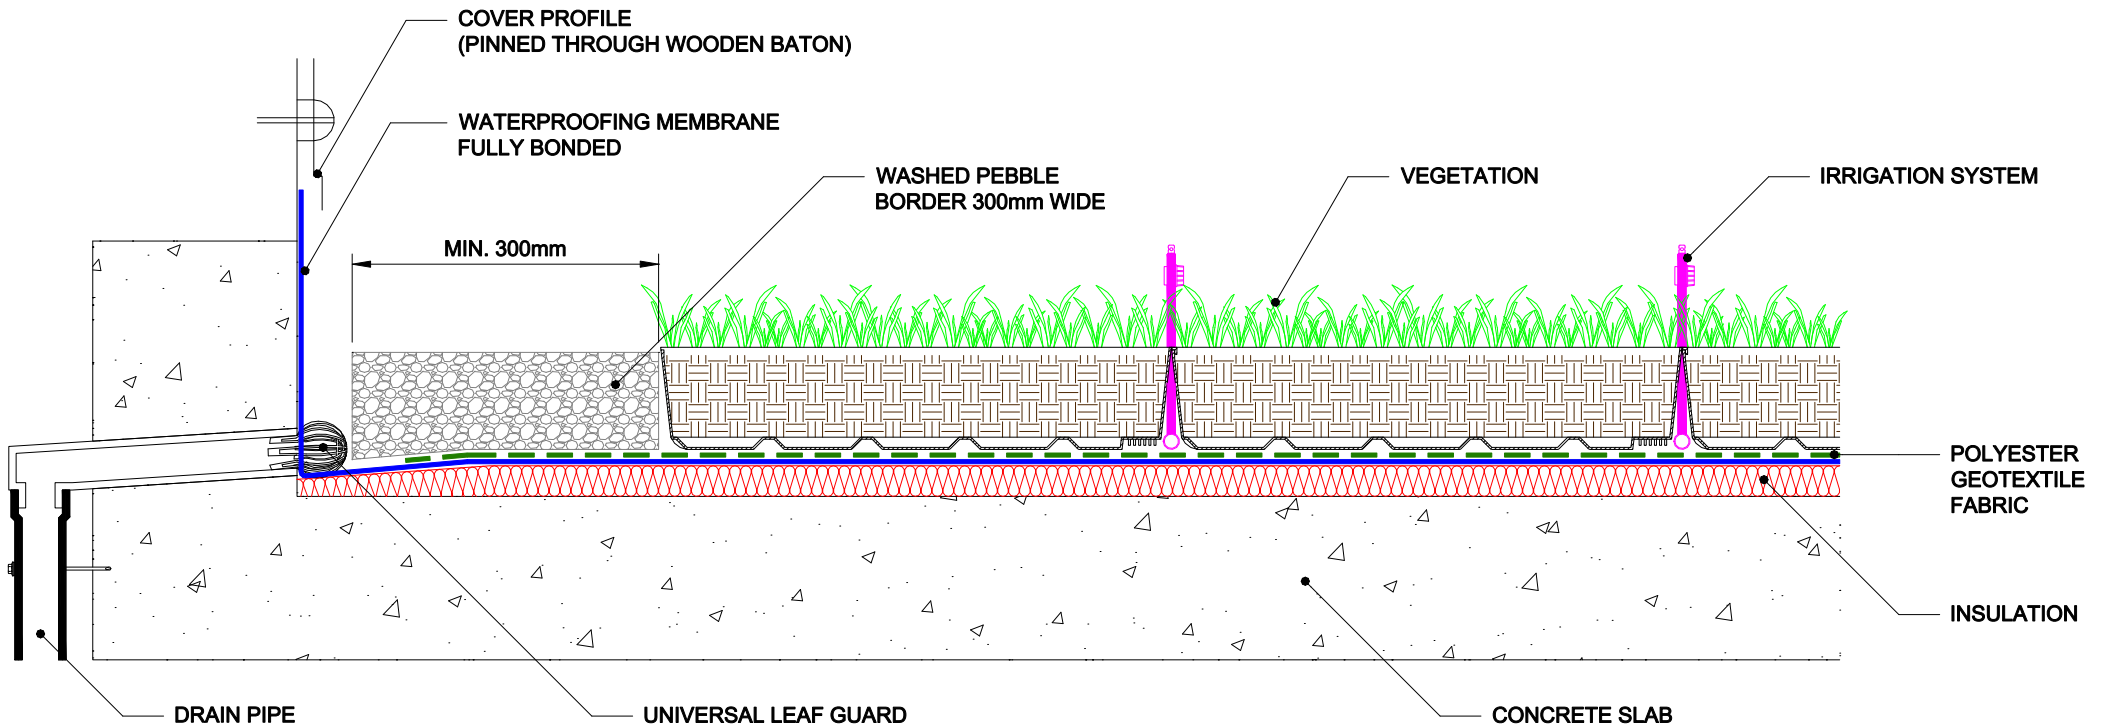 COVER PROFILE
(PINNED THROUGH WOODEN BATON)
WATERPROOFING MEMBRANE
FULLY BONDED
WASHED PEBBLE
BORDER 300mm WIDE
VEGETATION
IRRIGATION SYSTEM
MIN. 300mm
POLYESTER
GEOTEXTILE
FABRIC
INSULATION
DRAIN PIPE
UNIVERSAL LEAF GUARD
CONCRETE SLAB